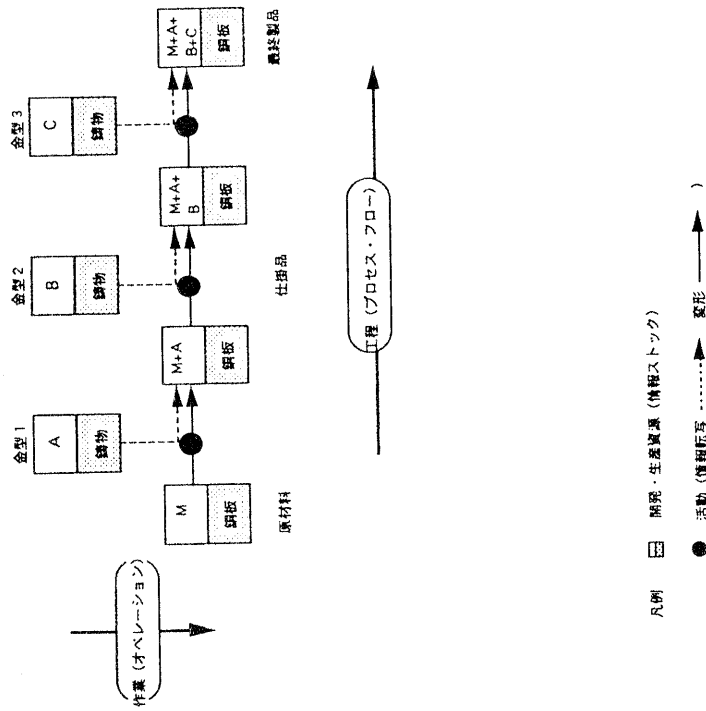 金型1
金型2
金型3
A
B
C
鋳物
鋳物
鋳物
作業 (オペレーション)
M
M+A
M+A+
B
M+A+
B+C
鋼板
鋼板
鋼板
鋼板
原材料
仕掛品
最終製品
工程 (プロセス・フロー)
凡例
開発・生産資源 (情報ストック)
活動 (情報転写 変形 )